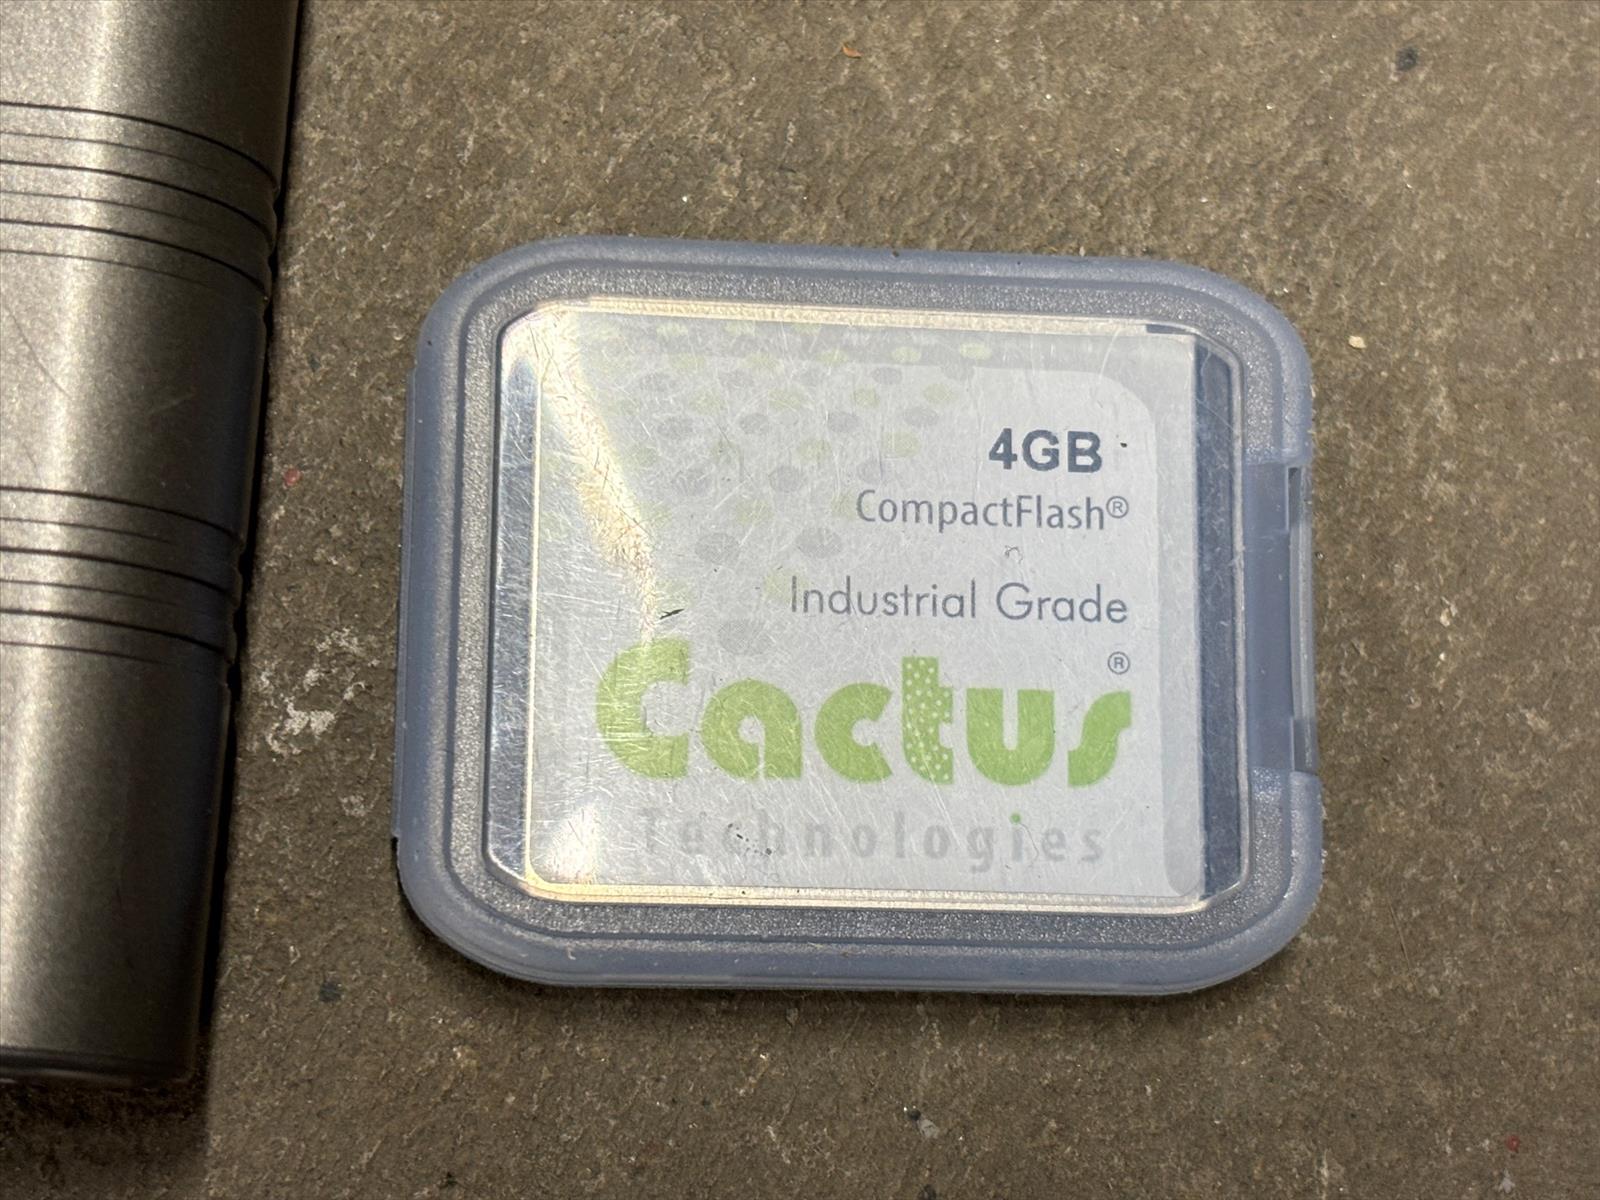 4GB
CompactFlash®
Industrial Grade
Cactus®
Technologies